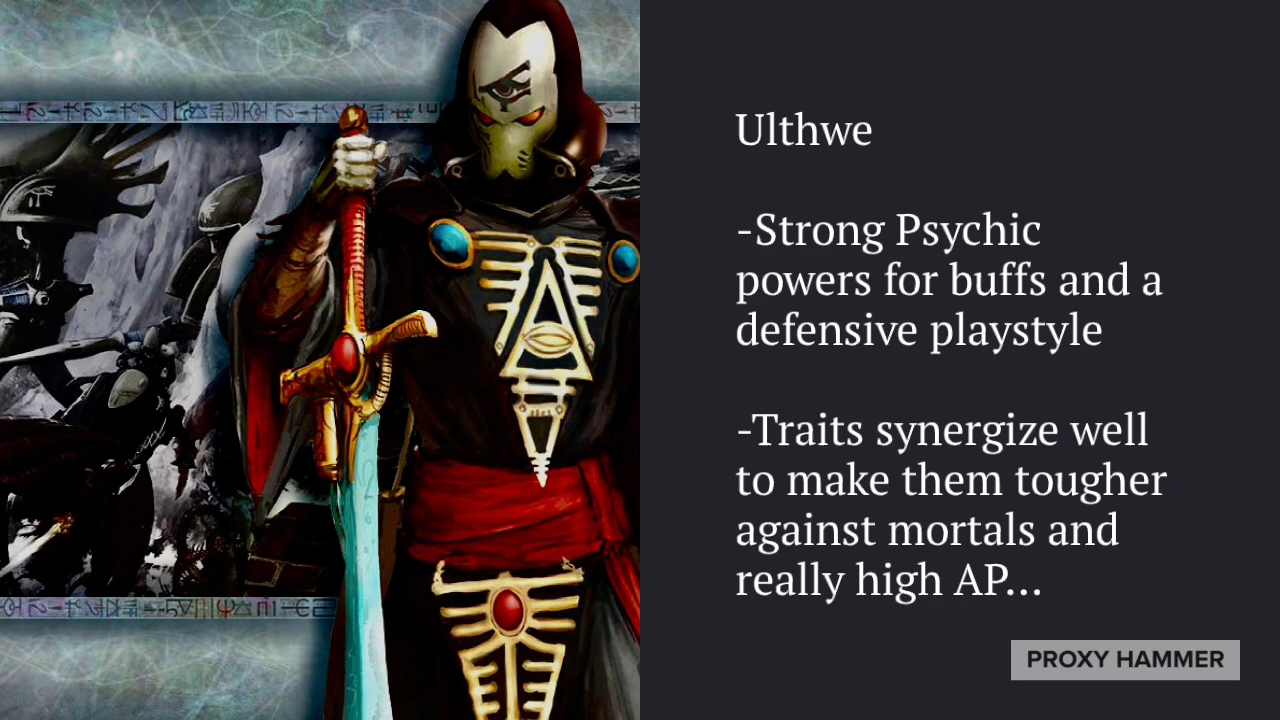 Ulthwe
-Strong Psychic
powers for buffs and a
defensive playstyle
-Traits synergize well
to make them tougher
against mortals and
really high AP...
PROXY HAMMER